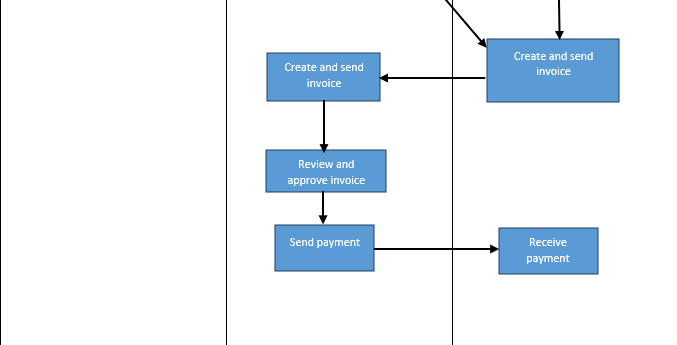 Create and send
invoice
Create and send
invoice
Review and
approve invoice
Send payment
Receive
payment